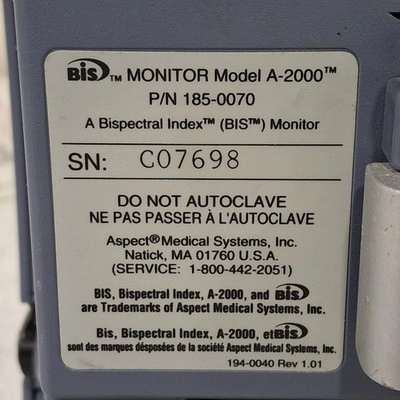 BIS™ MONITOR Model A-2000™
P/N 185-0070
A Bispectral Index™ (BIS™) Monitor
SN: C07698
DO NOT AUTOCLAVE
NE PAS PASSER À L'AUTOCLAVE
Aspect® Medical Systems, Inc.
Natick, MA 01760 U.S.A.
(SERVICE: 1-800-442-2051)
BIS, Bispectral Index, A-2000, and BIS
are Trademarks of Aspect Medical Systems, Inc.
Bis, Bispectral Index, A-2000, et BIS
sont des marques désposées de la société Aspect Medical Systems, Inc.
194-0040 Rev 1.01